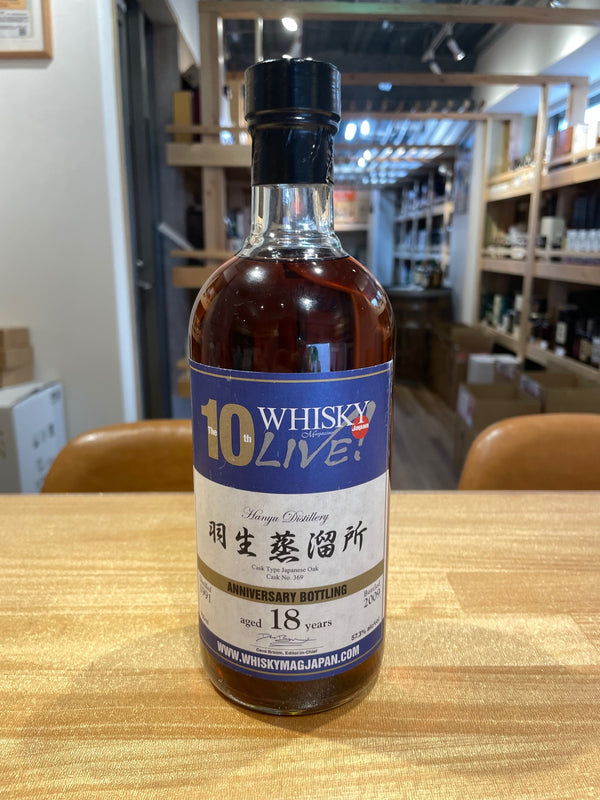 The 10th
WHISKY
Magazine
Japan
LIVE!
Hanyu Distillery
羽生蒸溜所
Cask Type Japanese Oak
Cask No. 369
ANNIVERSARY BOTTLING
1991
Bottled
2009
aged 18 years
57.3%
Dave Broom, Editor-in-Chief
WWW.WHISKYMAGJAPAN.COM